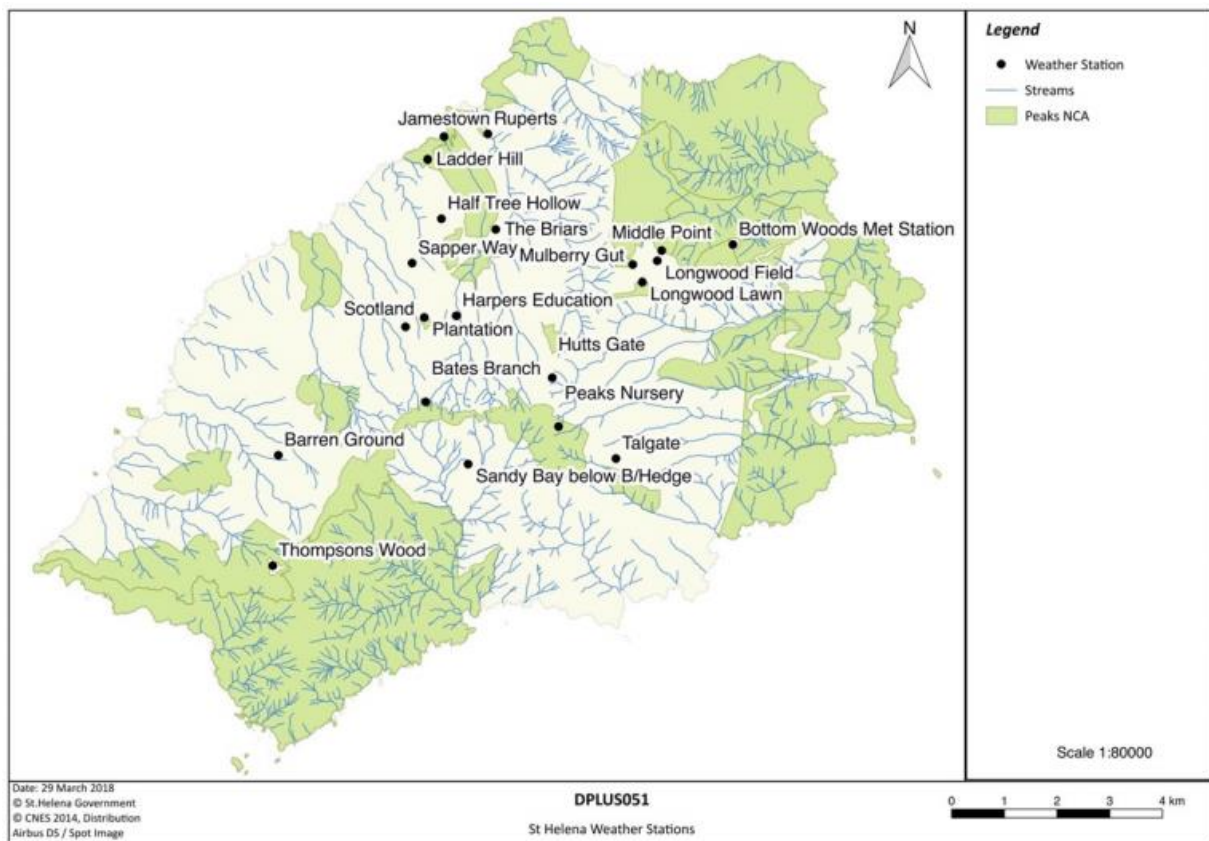 N
Jamestown Ruperts
Ladder Hill
Half Tree Hollow
The Briars
Sapper Way
Middle Point
Bottom Woods Met Station
Mulberry Gut
Longwood Field
Longwood Lawn
Harpers Education
Scotland
Plantation
Hutts Gate
Bates Branch
Peaks Nursery
Barren Ground
Talgate
Sandy Bay below B/Hedge
Thompsons Wood
Legend
Weather Station
Streams
Peaks NCA
Scale 1:80000
Date: 29 March 2018
© St.Helena Government
© CNES 2014, Distribution
Airbus DS / Spot Image
DPLUS051
St Helena Weather Stations
0 1 2 3 4 km